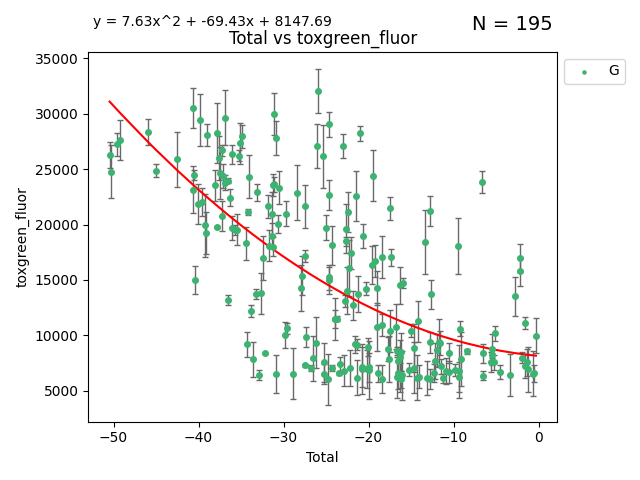 y = 7.63x^2 + -69.43x + 8147.69
N = 195
Total vs toxgreen_fluor
35000
30000
25000
20000
15000
10000
5000
toxgreen_fluor
−50
−40
−30
−20
−10
0
Total
G